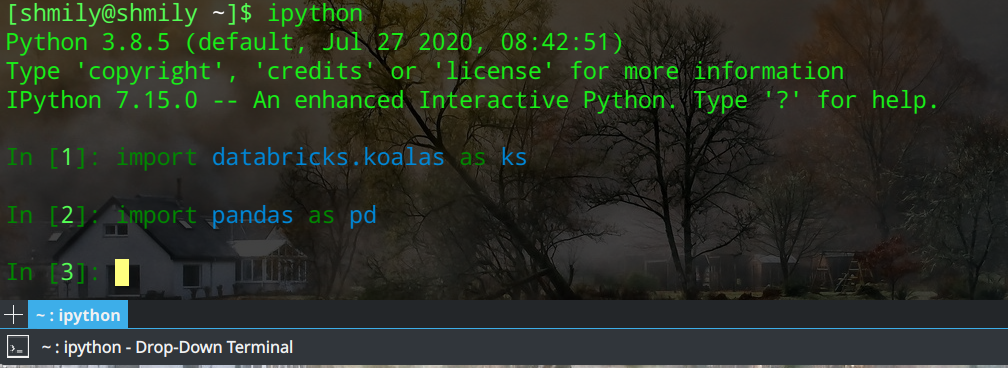 [shmily@shmily ~]$ ipython
Python 3.8.5 (default, Jul 27 2020, 08:42:51)
Type 'copyright', 'credits' or 'license' for more information
IPython 7.15.0 -- An enhanced Interactive Python. Type '?' for help.
In [1]: import databricks.koalas as ks
In [2]: import pandas as pd
In [3]:
~ : ipython
~ : ipython - Drop-Down Terminal